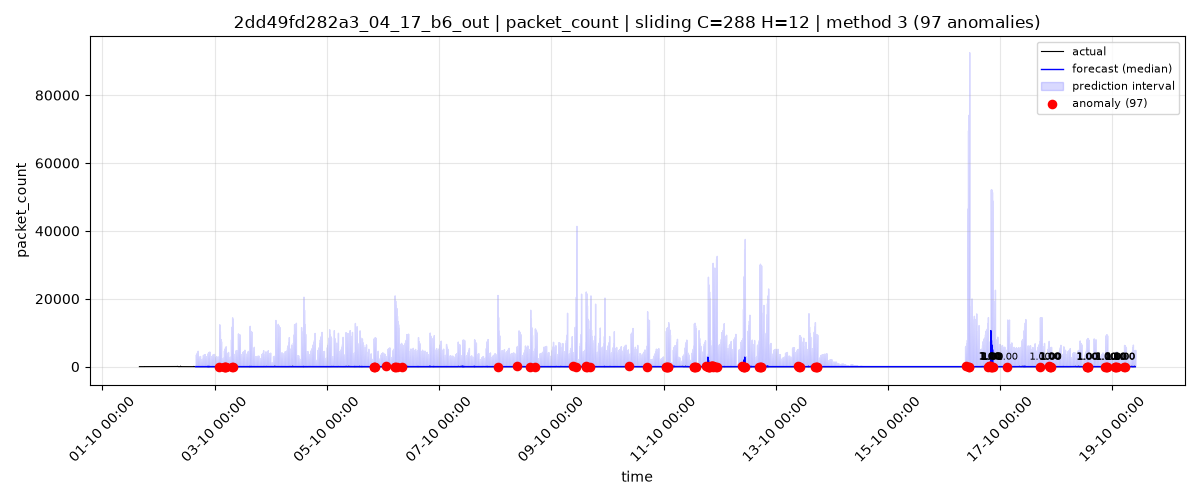 2dd49fd282a3_04_17_b6_out | packet_count | sliding C=288 H=12 | method 3 (97 anomalies)
actual
forecast (median)
prediction interval
anomaly (97)
packet_count
80000
60000
40000
20000
0
01-10 00:00
03-10 00:00
05-10 00:00
07-10 00:00
09-10 00:00
11-10 00:00
13-10 00:00
15-10 00:00
17-10 00:00
19-10 00:00
time